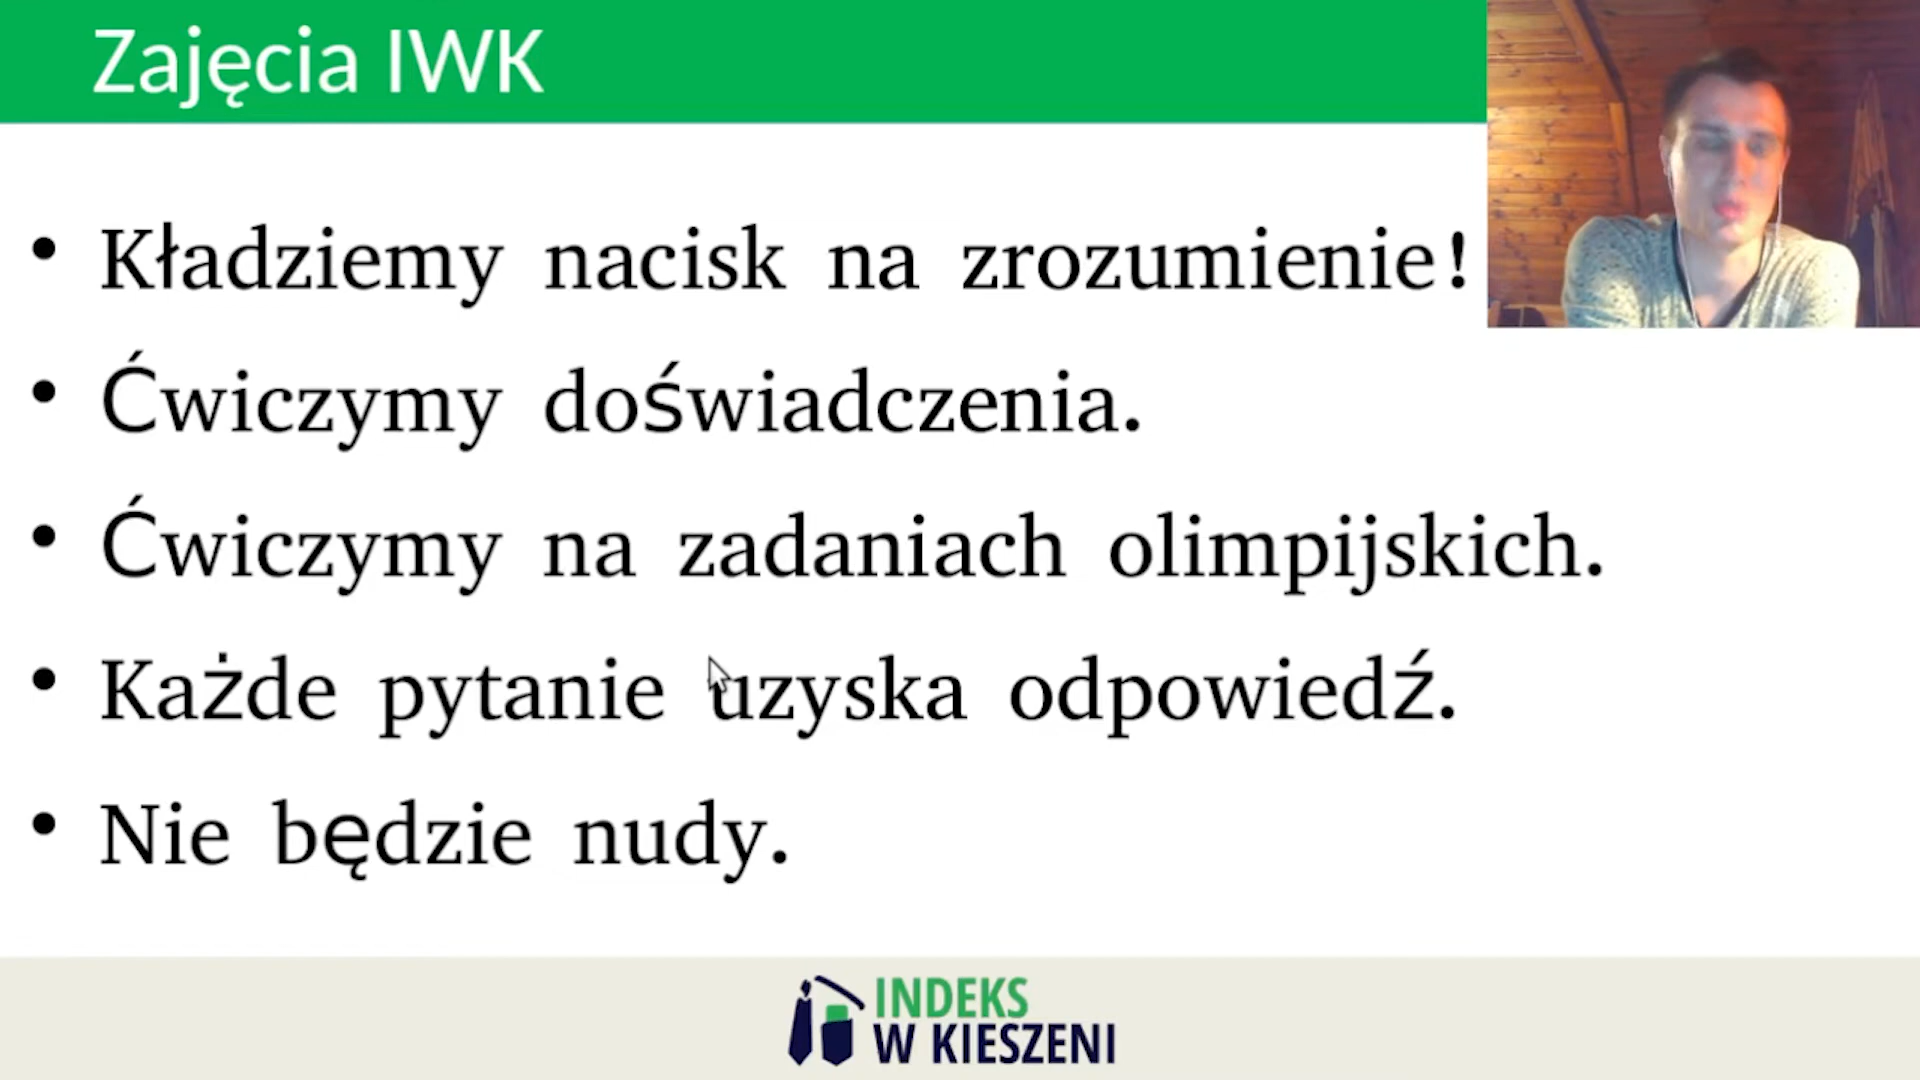 Zajęcia IWK
• Kładziemy nacisk na zrozumienie!
• Ćwiczymy doświadczenia.
• Ćwiczymy na zadaniach olimpijskich.
• Każde pytanie uzyska odpowiedź.
• Nie będzie nudy.
INDEKS
W KIESZENI